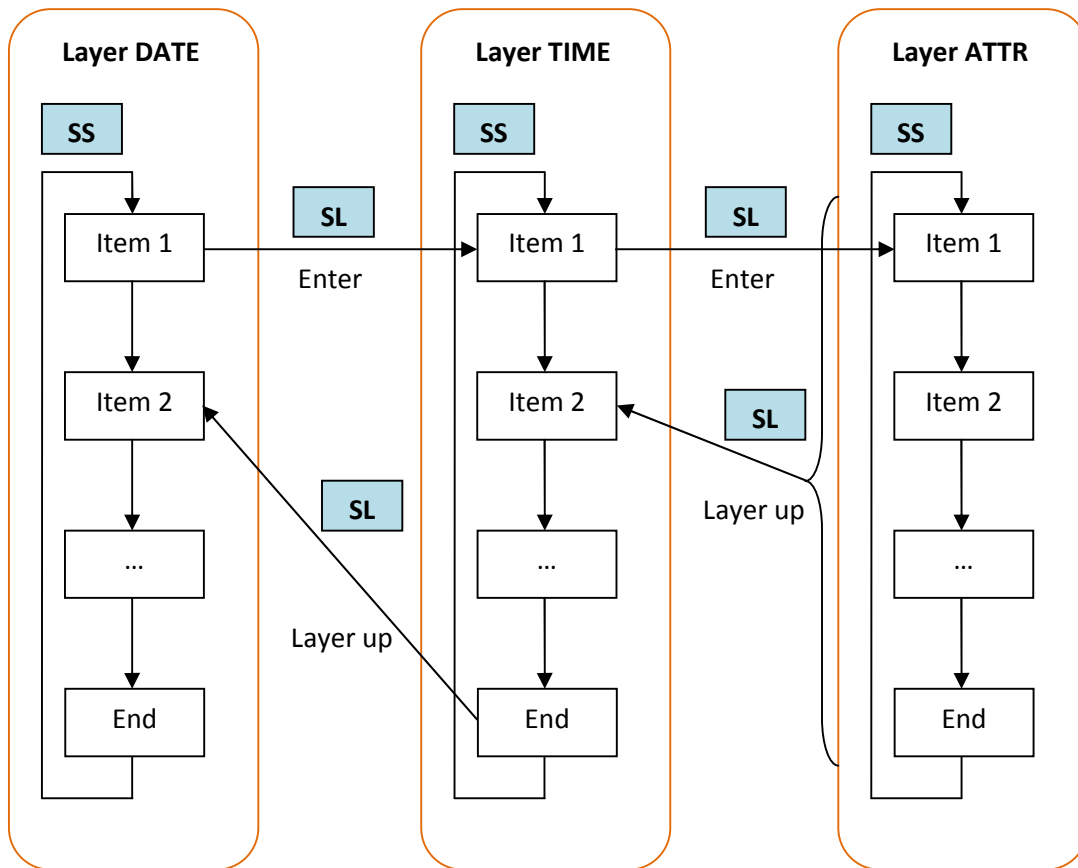 Layer DATE
SS
Item 1
Item 2
...
End
SL
Enter
SL
Layer up
Layer TIME
SS
Item 1
Item 2
...
End
SL
Enter
SL
Layer up
Layer ATTR
SS
Item 1
Item 2
...
End